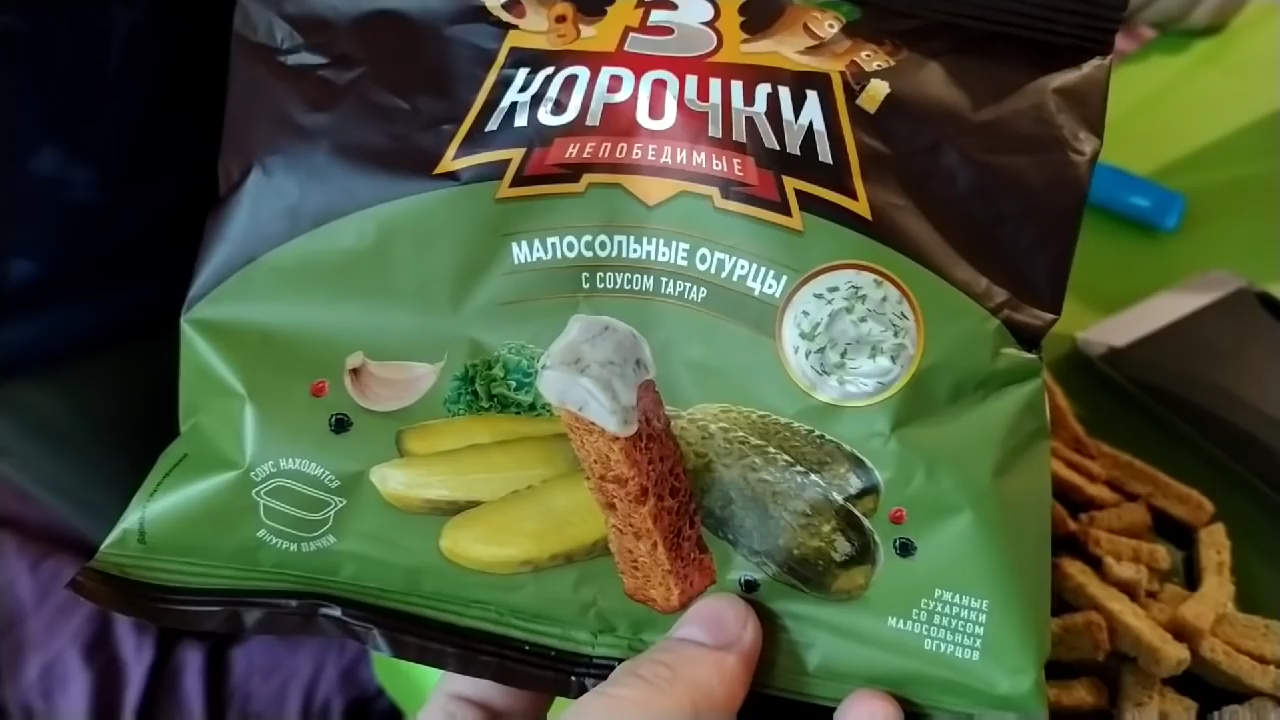 3
КОРОЧКИ
НЕПОБЕДИМЫЕ
МАЛОСОЛЬНЫЕ ОГУРЦЫ
С СОУСОМ ТАРТАР
СОУС НАХОДИТСЯ
ВНУТРИ ПАЧКИ
РЖАНЫЕ
СУХАРИКИ
СО ВКУСОМ
МАЛОСОЛЬНЫХ
ОГУРЦОВ